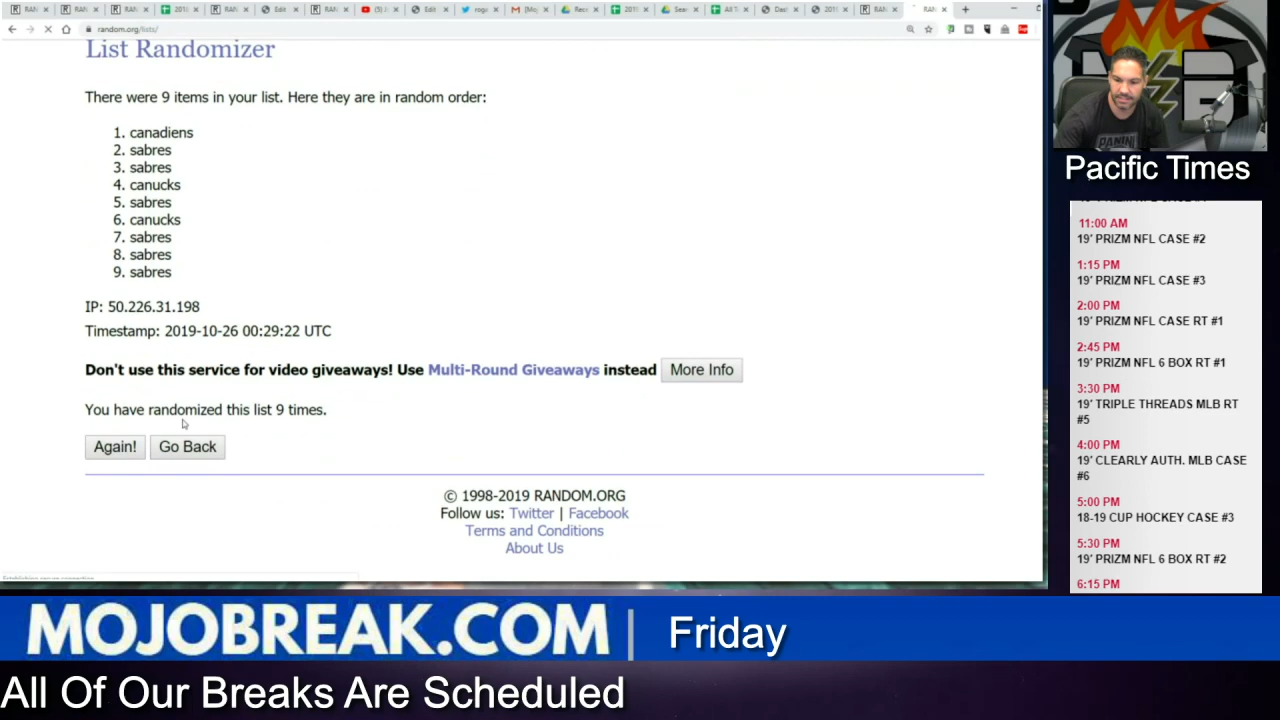 random.org/lists/
List Randomizer
There were 9 items in your list. Here they are in random order:
1. canadiens
2. sabres
3. sabres
4. canucks
5. sabres
6. canucks
7. sabres
8. sabres
9. sabres
IP: 50.226.31.198
Timestamp: 2019-10-26 00:29:22 UTC
Don't use this service for video giveaways! Use Multi-Round Giveaways instead More Info
You have randomized this list 9 times.
Again! Go Back
© 1998-2019 RANDOM.ORG
Follow us: Twitter | Facebook
Terms and Conditions
About Us
PANINI
Pacific Times
11:00 AM
19' PRIZM NFL CASE #2
1:15 PM
19' PRIZM NFL CASE #3
2:00 PM
19' PRIZM NFL CASE RT #1
2:45 PM
19' PRIZM NFL 6 BOX RT #1
3:30 PM
19' TRIPLE THREADS MLB RT
#5
4:00 PM
19' CLEARLY AUTH. MLB CASE
#6
5:00 PM
18-19 CUP HOCKEY CASE #3
5:30 PM
19' PRIZM NFL 6 BOX RT #2
6:15 PM
MOJOBREAK.COM | Friday
All Of Our Breaks Are Scheduled